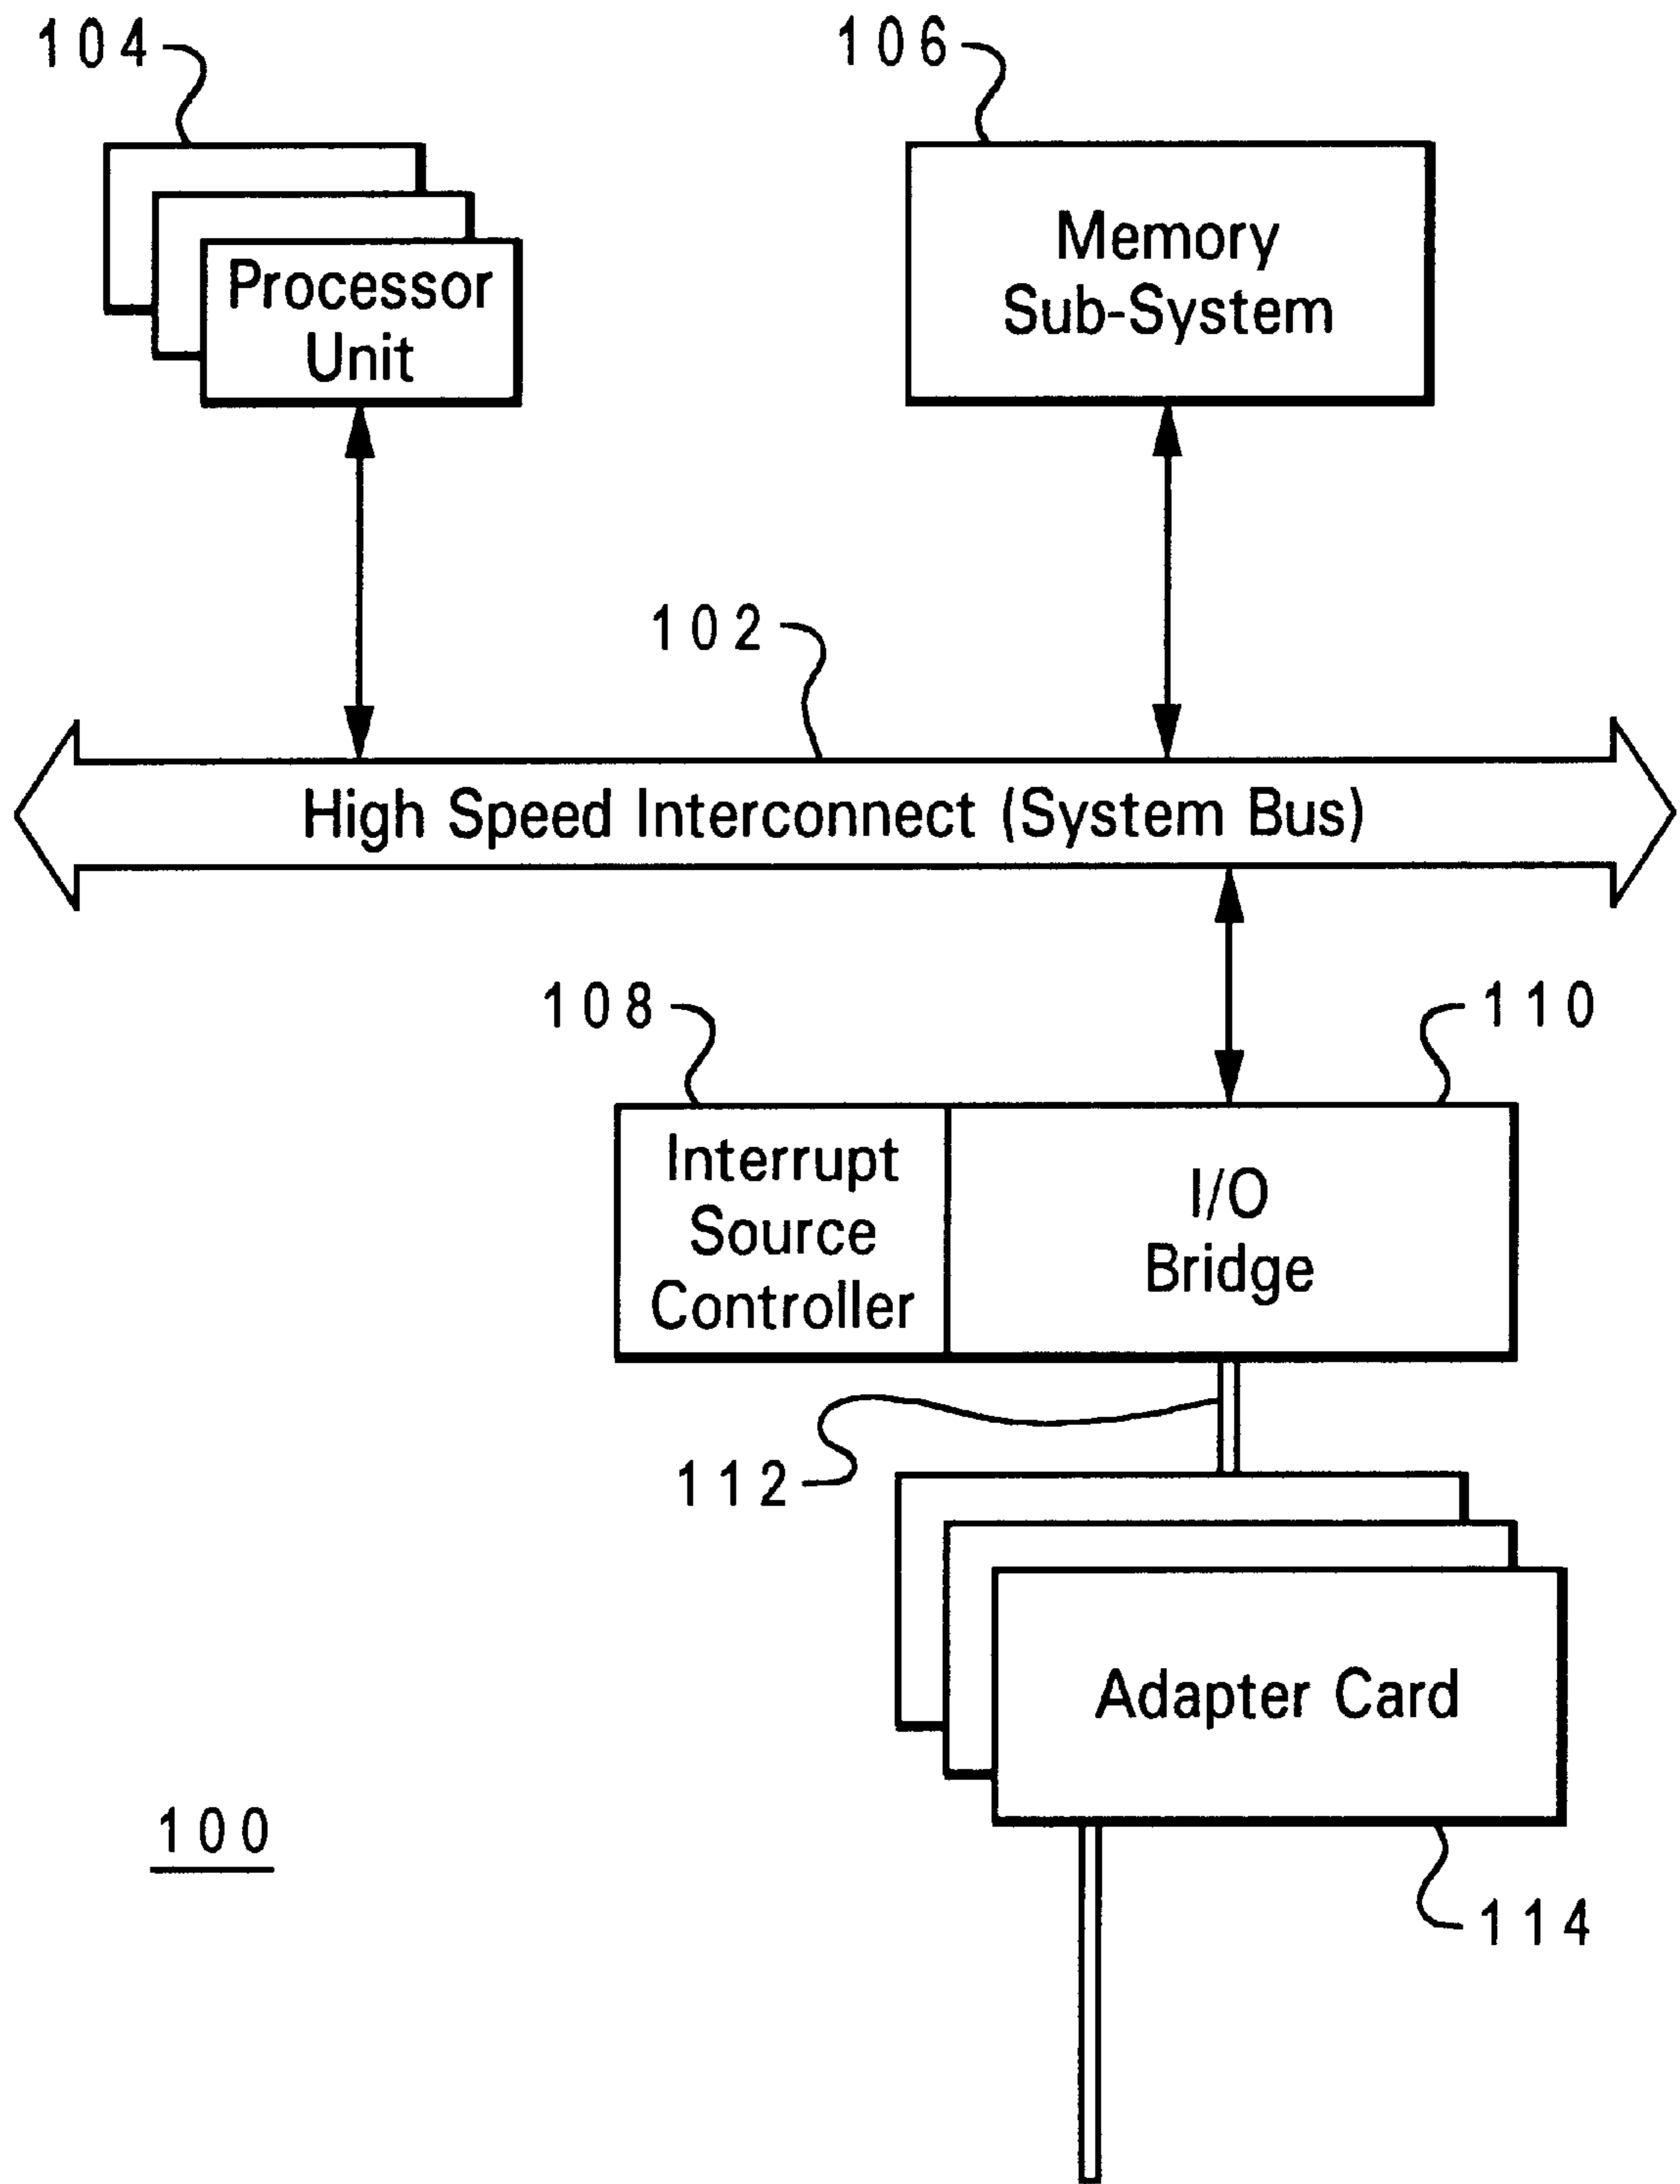 104
106
Processor
Unit
Memory
Sub-System
102
High Speed Interconnect (System Bus)
108
110
Interrupt
Source
Controller
I/O
Bridge
112
Adapter Card
100
114